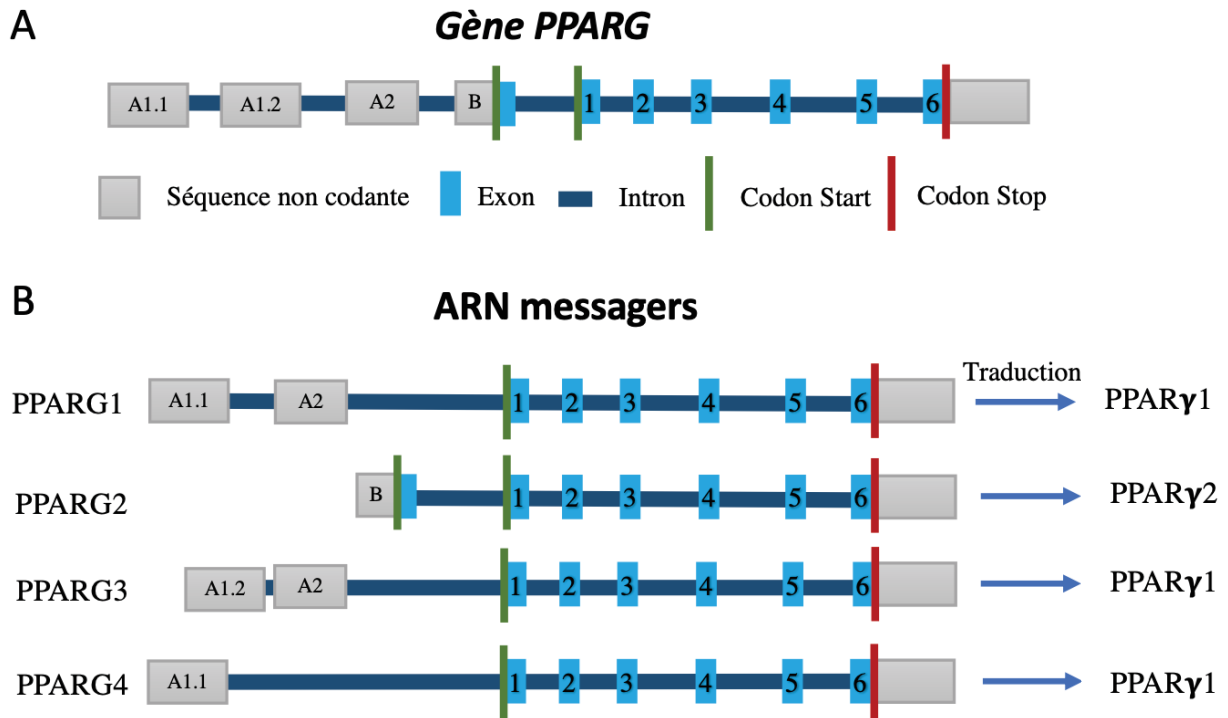 A
Gène PPARG
A1.1 A1.2 A2 B 1 2 3 4 5 6
Séquence non codante Exon Intron Codon Start Codon Stop
B
ARN messagers
Traduction
PPARG1 A1.1 A2 1 2 3 4 5 6 PPARγ1
PPARG2 B 1 2 3 4 5 6 PPARγ2
PPARG3 A1.2 A2 1 2 3 4 5 6 PPARγ1
PPARG4 A1.1 1 2 3 4 5 6 PPARγ1